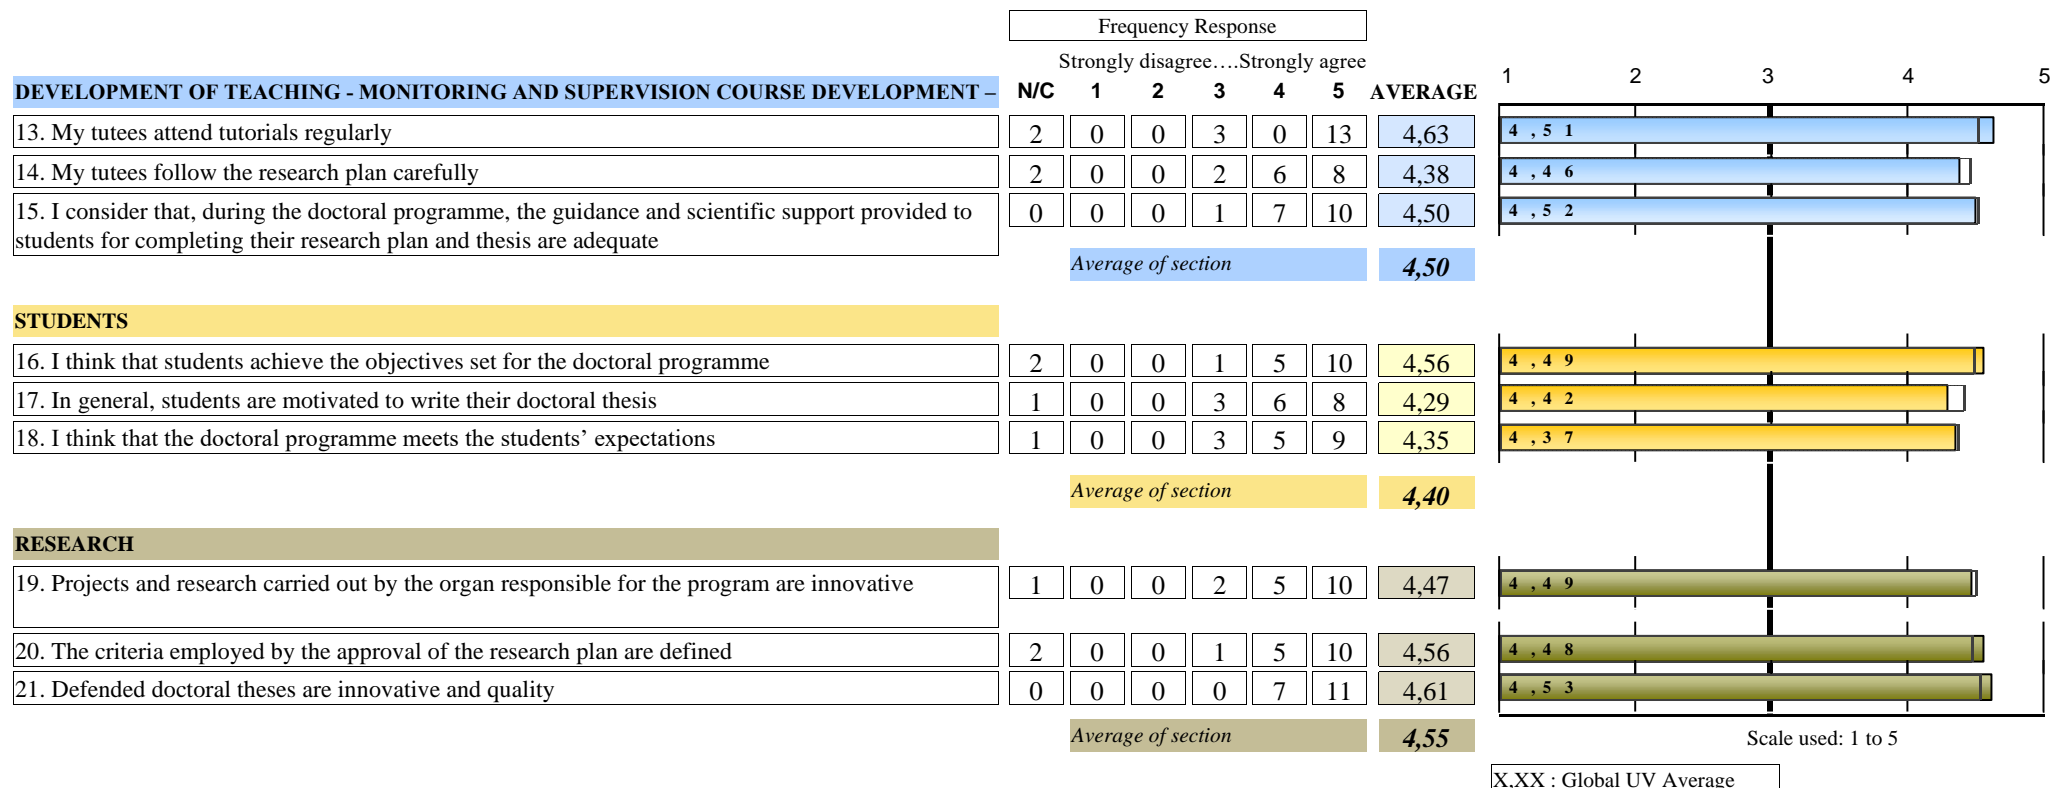 Frequency Response
Strongly disagree….Strongly agree
DEVELOPMENT OF TEACHING - MONITORING AND SUPERVISION COURSE DEVELOPMENT – N/C 1 2 3 4 5 AVERAGE 1 2 3 4 5
13. My tutees attend tutorials regularly 2 0 0 3 0 13 4,63 4,51
14. My tutees follow the research plan carefully 2 0 0 2 6 8 4,38 4,46
15. I consider that, during the doctoral programme, the guidance and scientific support provided to 0 0 0 1 7 10 4,50 4,52
students for completing their research plan and thesis are adequate
Average of section 4,50
STUDENTS
16. I think that students achieve the objectives set for the doctoral programme 2 0 0 1 5 10 4,56 4,49
17. In general, students are motivated to write their doctoral thesis 1 0 0 3 6 8 4,29 4,42
18. I think that the doctoral programme meets the students’ expectations 1 0 0 3 5 9 4,35 4,37
Average of section 4,40
RESEARCH
19. Projects and research carried out by the organ responsible for the program are innovative 1 0 0 2 5 10 4,47 4,49
20. The criteria employed by the approval of the research plan are defined 2 0 0 1 5 10 4,56 4,48
21. Defended doctoral theses are innovative and quality 0 0 0 0 7 11 4,61 4,53
Average of section 4,55
Scale used: 1 to 5
X,XX : Global UV Average